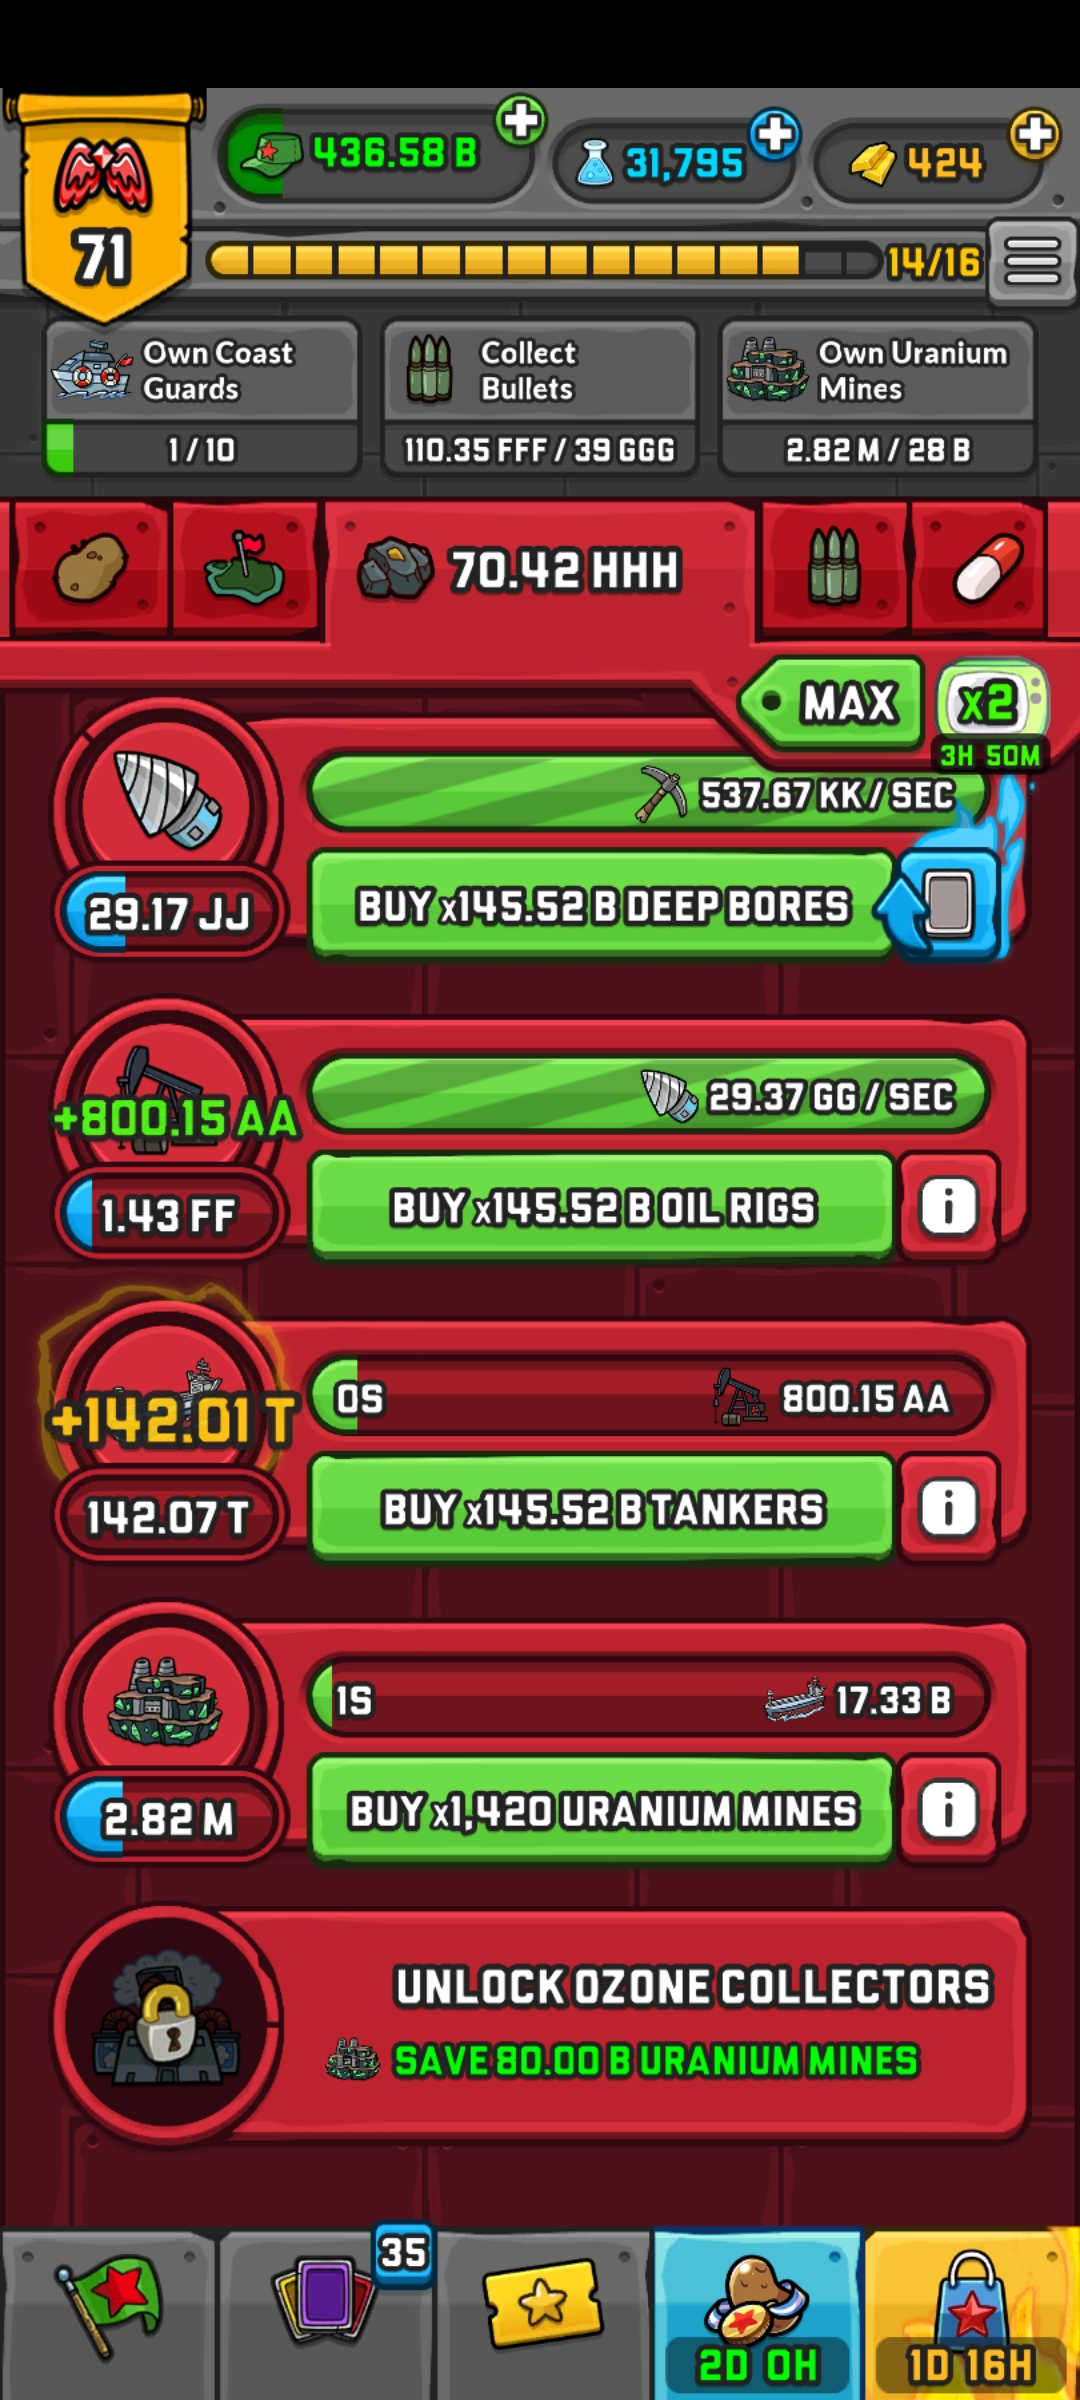 71
436.58 B
31,795
424
14/16
Own Coast
Guards
1 / 10
Collect
Bullets
110.35 FFF / 39 GGG
Own Uranium
Mines
2.82 M / 28 B
70.42 HHH
MAX
x2
3H 50M
537.67 KK / SEC
29.17 JJ
BUY x145.52 B DEEP BORES
+800.15 AA
29.37 GG / SEC
1.43 FF
BUY x145.52 B OIL RIGS
i
+142.01 T
0S
800.15 AA
142.07 T
BUY x145.52 B TANKERS
i
1S
17.33 B
2.82 M
BUY x1,420 URANIUM MINES
i
UNLOCK OZONE COLLECTORS
SAVE 80.00 B URANIUM MINES
35
2D 0H
1D 16H